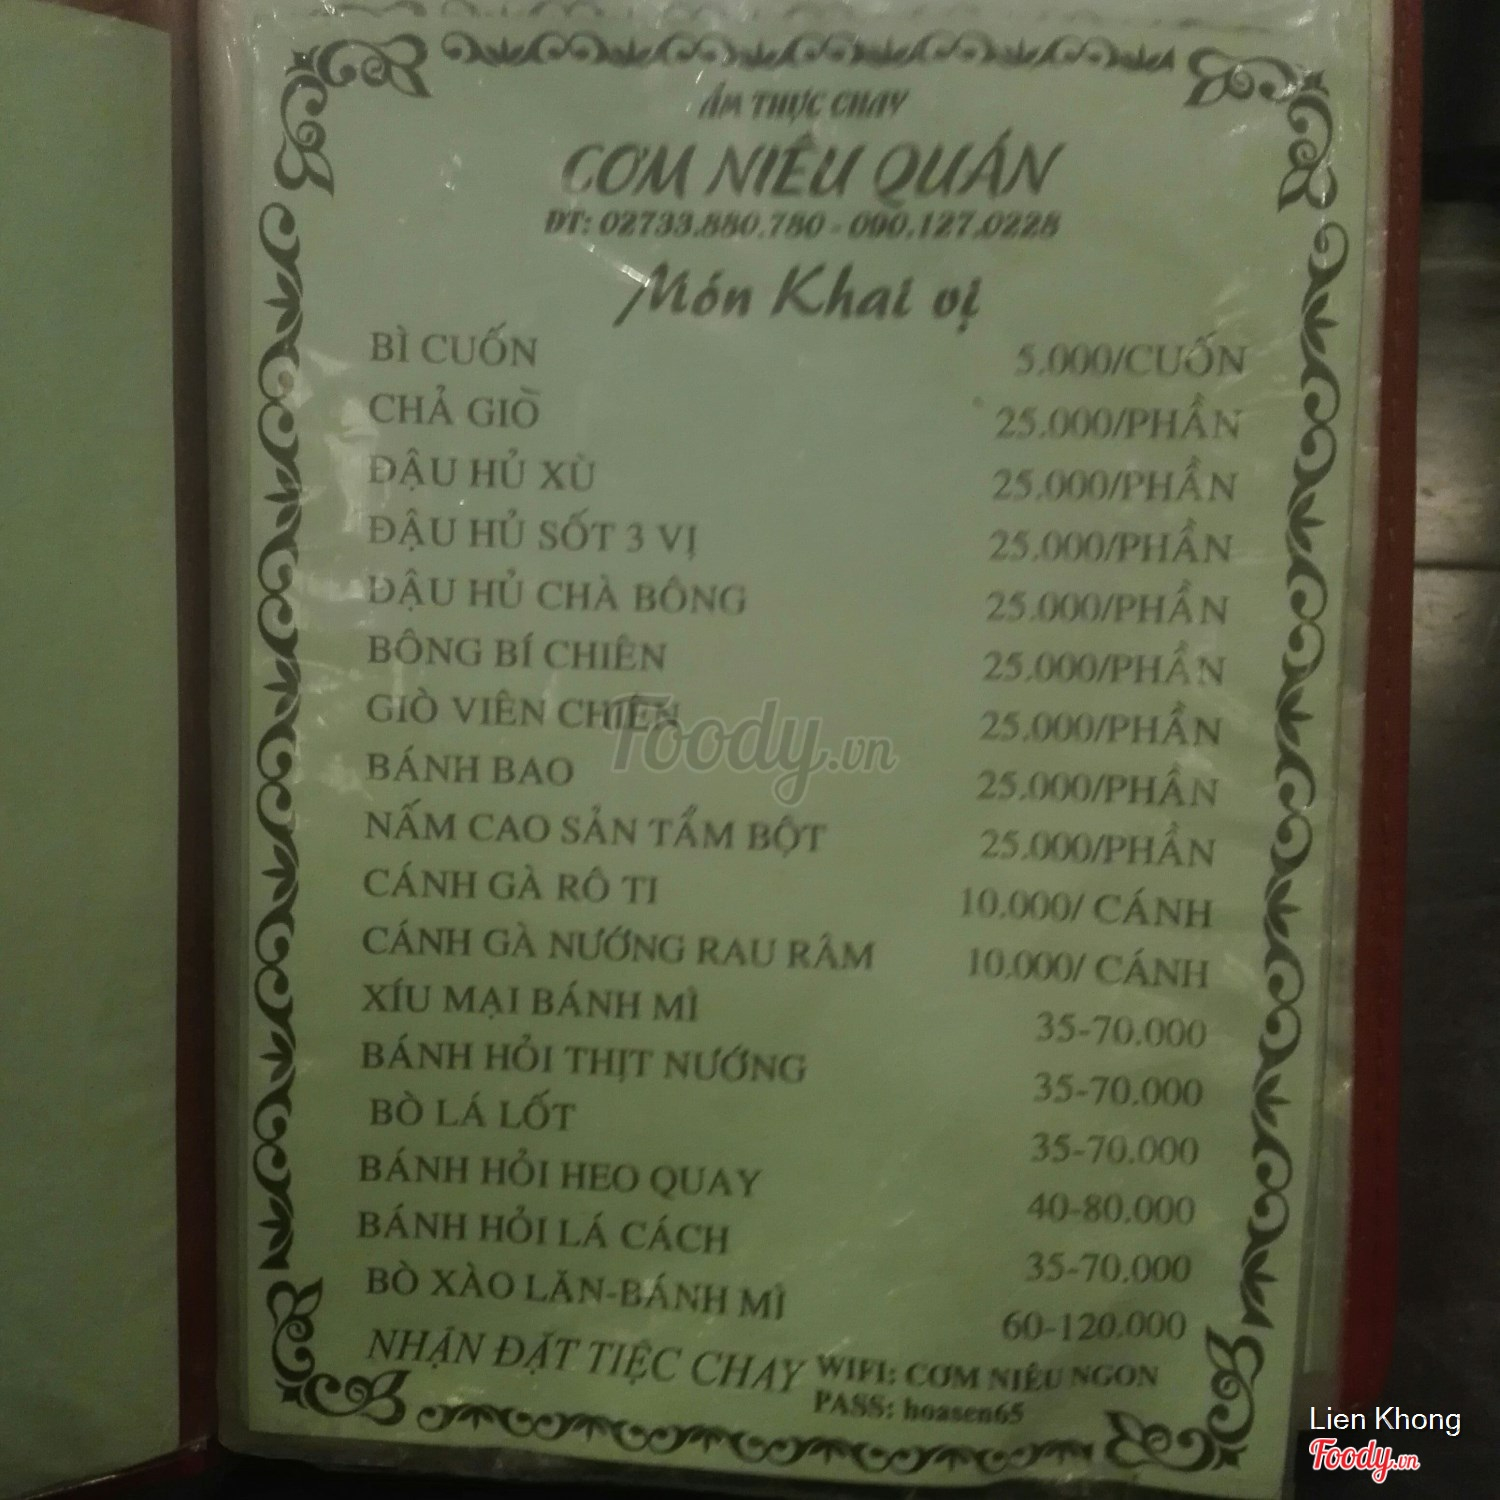 ẨM THỰC CHAY
CƠM NIÊU QUÁN
ĐT: 02733.880.780 - 090.127.0228
Món Khai vị
BÌ CUỐN 5.000/CUỐN
CHẢ GIÒ 25.000/PHẦN
ĐẬU HỦ XÙ 25.000/PHẦN
ĐẬU HỦ SỐT 3 VỊ 25.000/PHẦN
ĐẬU HỦ CHÀ BÔNG 25.000/PHẦN
BÔNG BÍ CHIÊN 25.000/PHẦN
GIÒ VIÊN CHIÊN 25.000/PHẦN
BÁNH BAO 25.000/PHẦN
NẤM CAO SẢN TẨM BỘT 25.000/PHẦN
CÁNH GÀ RÔ TI 10.000/ CÁNH
CÁNH GÀ NƯỚNG RAU RÂM 10.000/ CÁNH
XÍU MẠI BÁNH MÌ 35-70.000
BÁNH HỎI THỊT NƯỚNG 35-70.000
BÒ LÁ LỐT 35-70.000
BÁNH HỎI HEO QUAY 40-80.000
BÁNH HỎI LÁ CÁCH 35-70.000
BÒ XÀO LĂN-BÁNH MÌ 60-120.000
NHẬN ĐẶT TIỆC CHAY WIFI: CƠM NIÊU NGON
PASS: hoasen65
Foody.vn
Lien Khong
Foody.vn